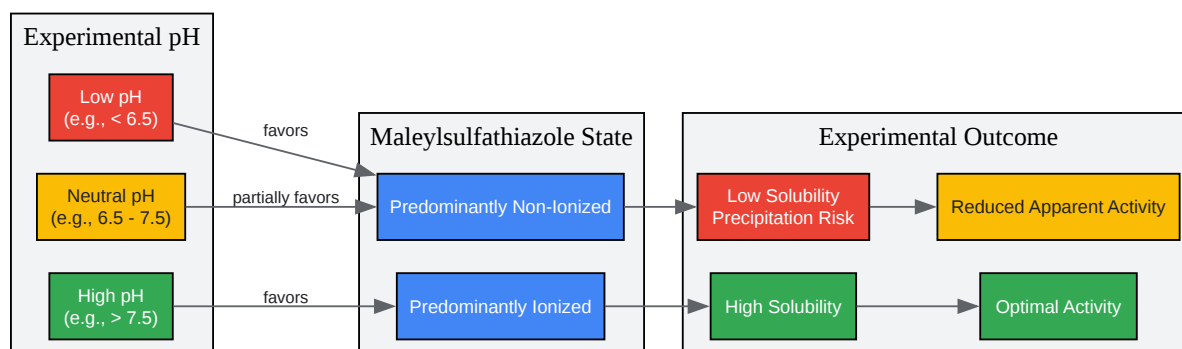 Experimental pH
Low pH
(e.g., < 6.5)
Neutral pH
(e.g., 6.5 - 7.5)
High pH
(e.g., > 7.5)
favors
partially favors
favors
Maleylsulfathiazole State
Predominantly Non-Ionized
Predominantly Ionized
Experimental Outcome
Low Solubility
Precipitation Risk
Reduced Apparent Activity
High Solubility
Optimal Activity